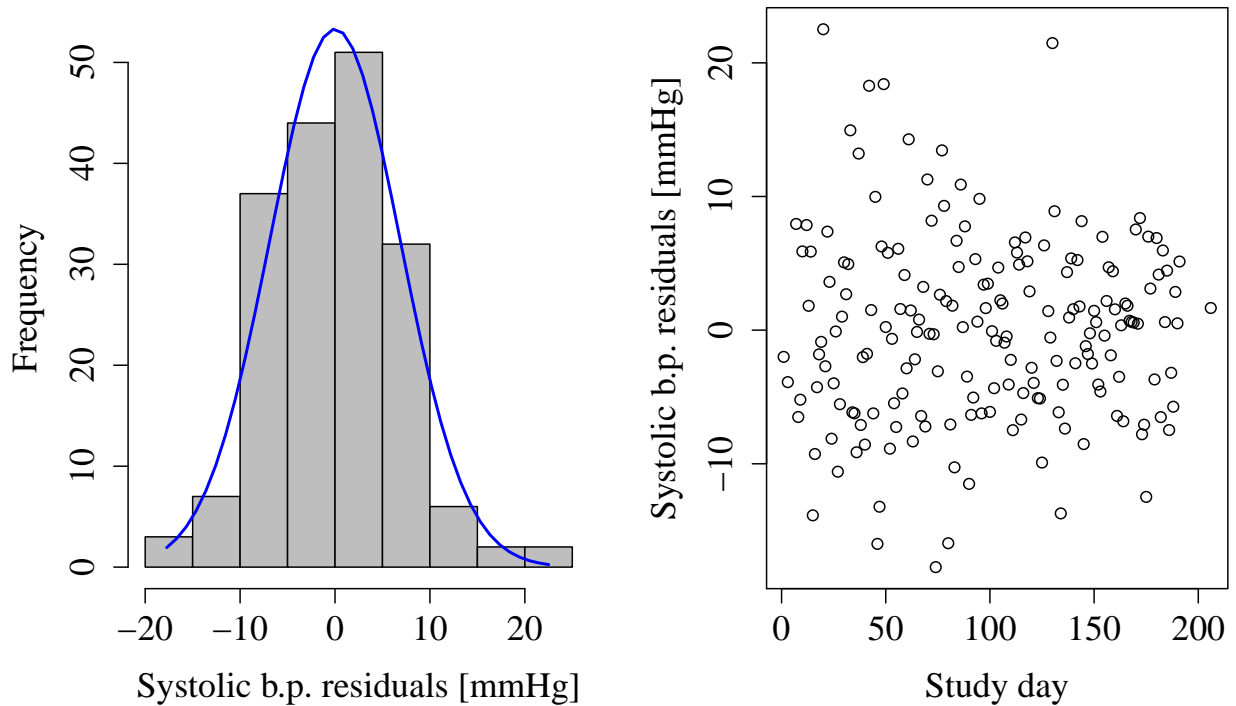 50
40
30
20
10
0
Frequency
−20 −10 0 10 20
Systolic b.p. residuals [mmHg]
20
10
0
−10
Systolic b.p. residuals [mmHg]
0 50 100 150 200
Study day